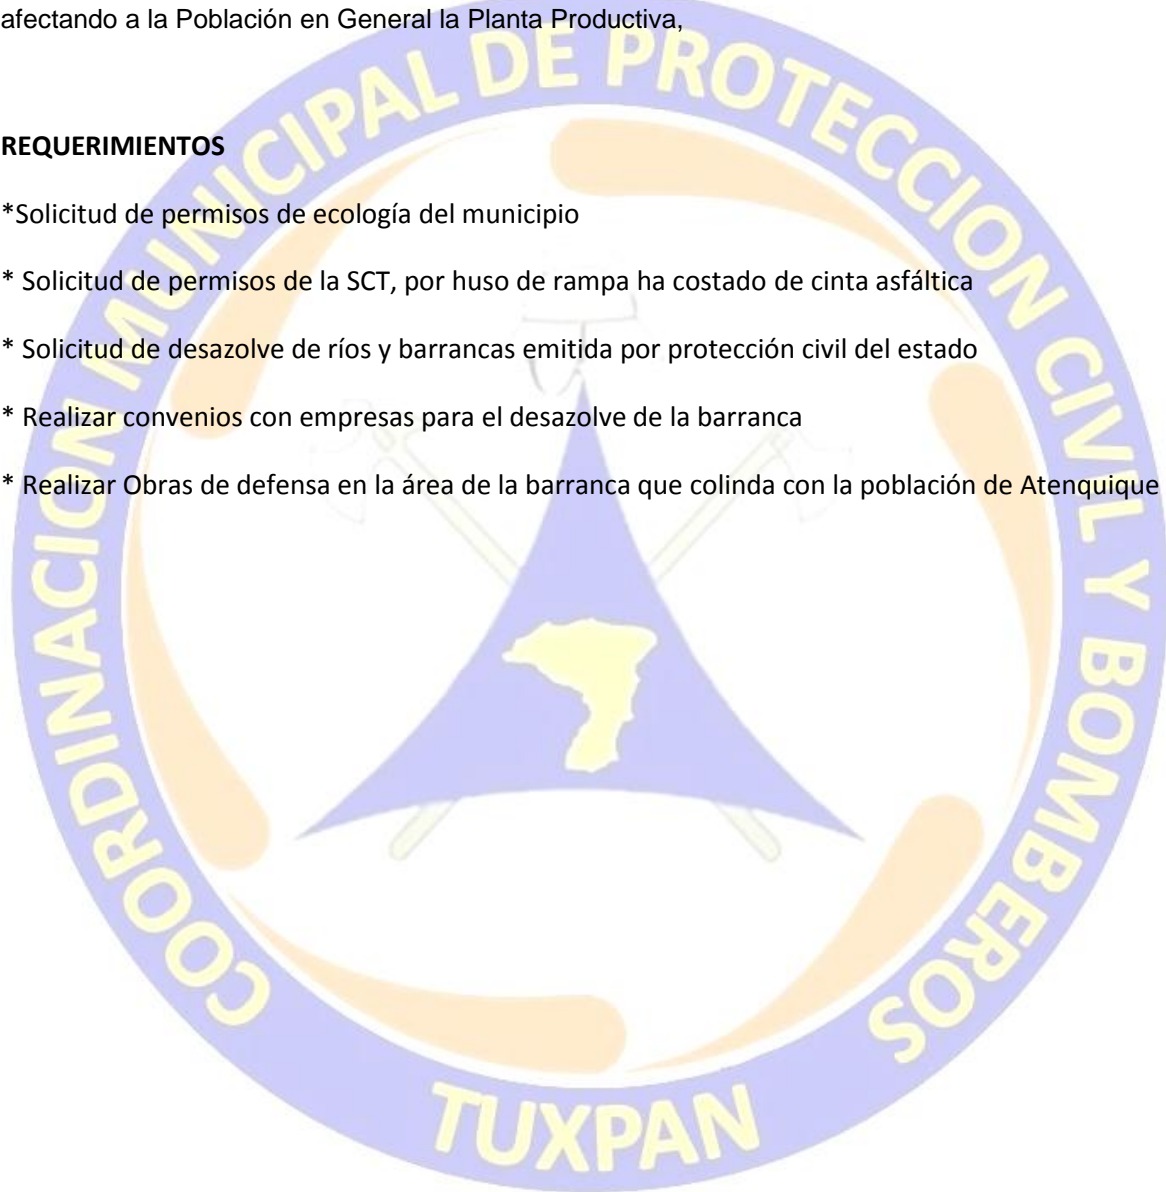 afectando a la Población en General la Planta Productiva,
REQUERIMIENTOS
*Solicitud de permisos de ecología del municipio
* Solicitud de permisos de la SCT, por huso de rampa ha costado de cinta asfáltica
* Solicitud de desazolve de ríos y barrancas emitida por protección civil del estado
* Realizar convenios con empresas para el desazolve de la barranca
* Realizar Obras de defensa en la área de la barranca que colinda con la población de Atenquique
COORDINACION MUNICIPAL DE PROTECCION CIVIL Y BOMBEROS
TUXPAN